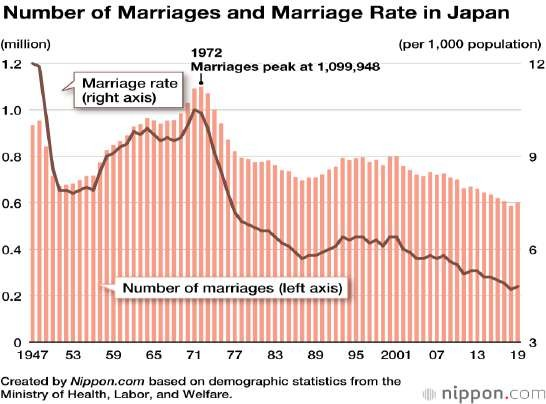 Number of Marriages and Marriage Rate in Japan
(million)
(per 1,000 population)
1972
Marriages peak at 1,099,948
1.2
12
Marriage rate
(right axis)
1.0
0.8
9
0.6
0.4
6
Number of marriages (left axis)
0.2
0
3
1947 53 59 65 71 77 83 89 95 2001 07 13 19
Created by Nippon.com based on demographic statistics from the
Ministry of Health, Labor, and Welfare.
nippon.com